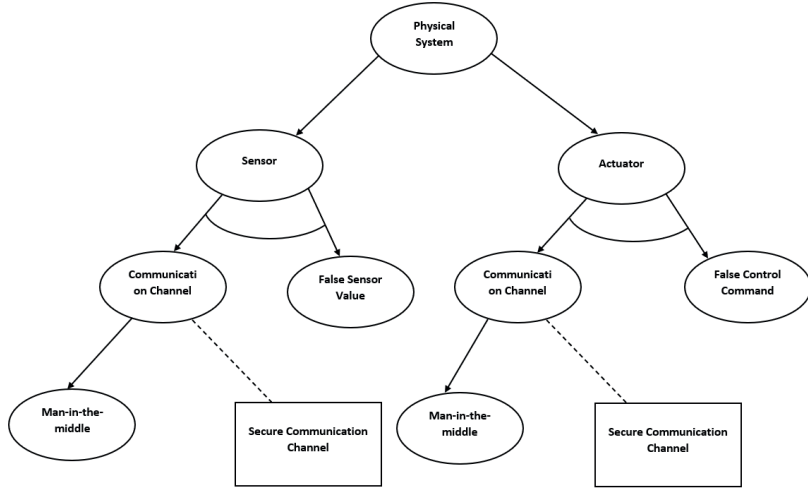 Physical
System
Sensor
Actuator
Communicati
on Channel
False Sensor
Value
Communicati
on Channel
False Control
Command
Man-in-the-
middle
Secure Communication
Channel
Man-in-the-
middle
Secure Communication
Channel